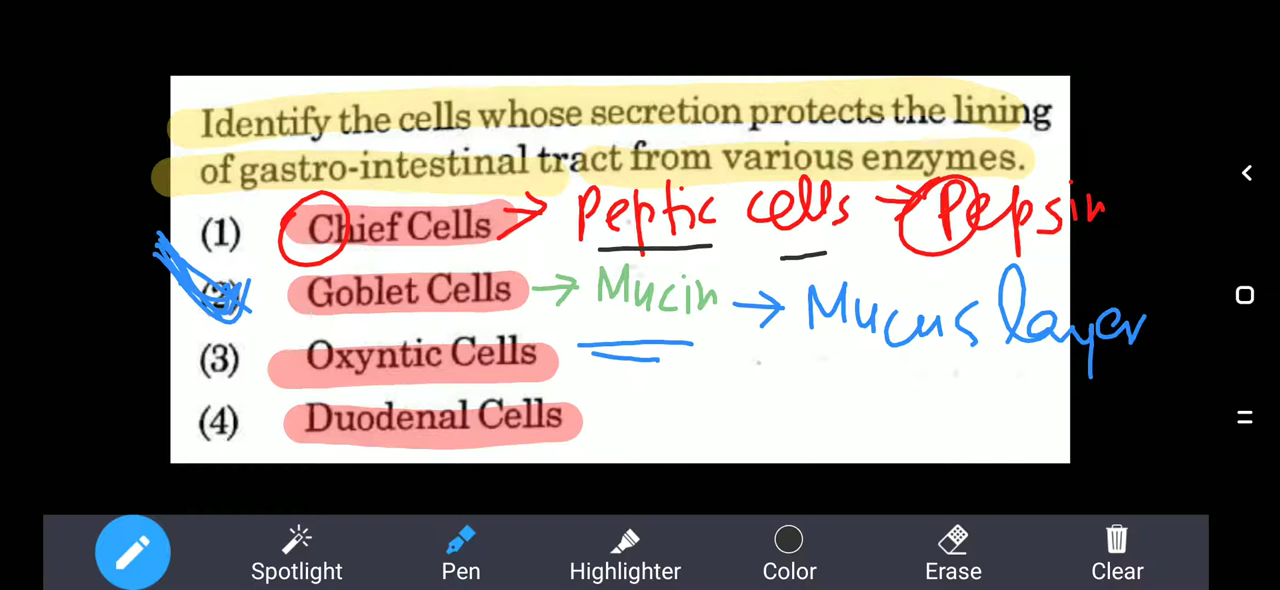 Identify the cells whose secretion protects the lining
of gastro-intestinal tract from various enzymes.
(1) Chief Cells → Peptic cells → Pepsin
(2) Goblet Cells → Mucin → Mucus layer
(3) Oxyntic Cells
(4) Duodenal Cells
Spotlight Pen Highlighter Color Erase Clear